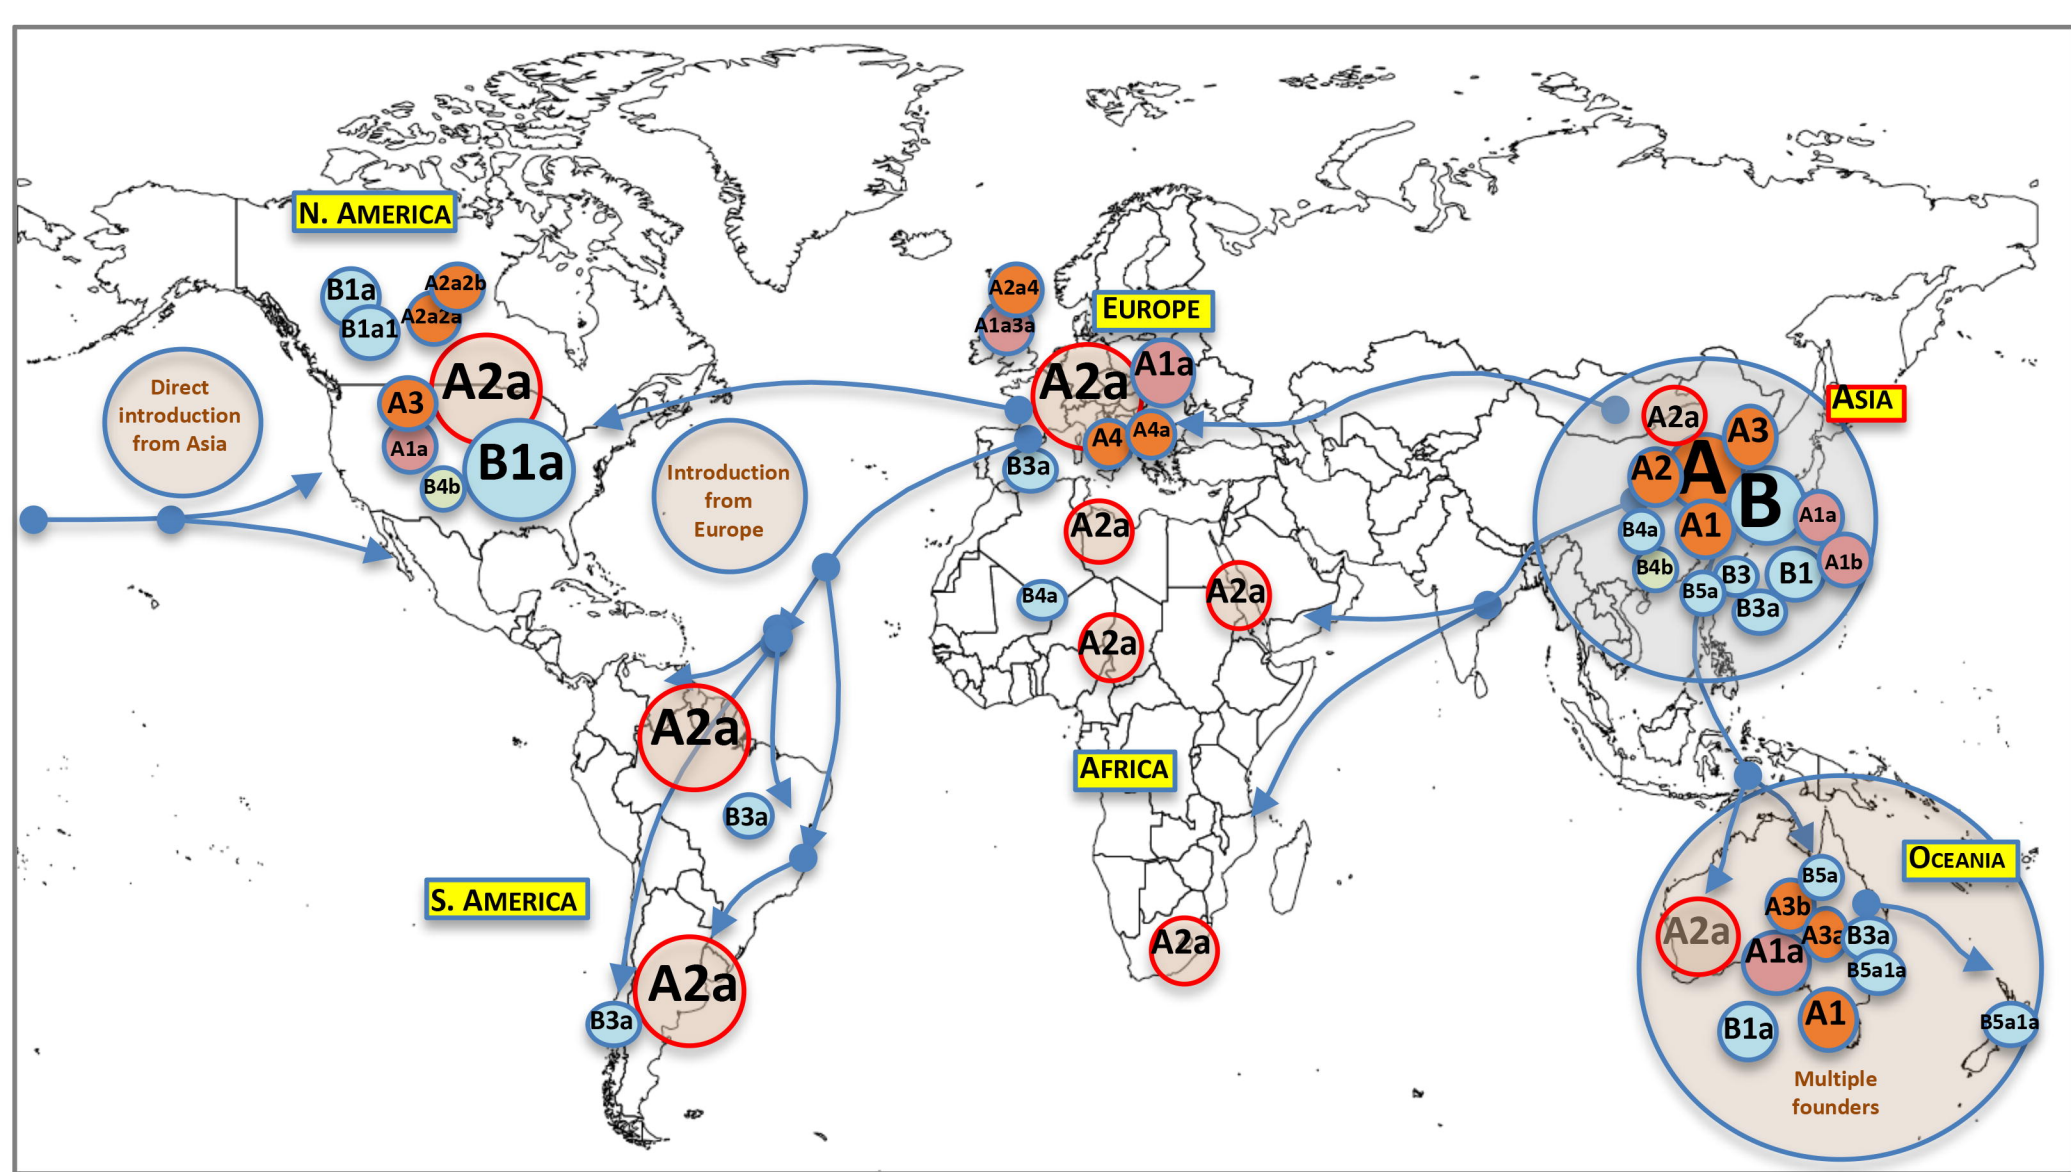 N. AMERICA
B1a
B1a1
A2a2b
A2a2a
A2a
A3
A1a
B4b
B1a
Direct
introduction
from Asia
Introduction
from
Europe
A2a
B3a
S. AMERICA
A2a
B3a
EUROPE
A2a4
A1a3a
A2a
A1a
A4
A4a
B3a
A2a
B4a
A2a
A2a
AFRICA
A2a
ASIA
A2a
A3
A2
A
B
A1
A1a
B4a
B4b
A1b
B3
B1
B5a
B3a
OCEANIA
B5a
A3b
A2a
A3a
B3a
A1a
B5a1a
B1a
A1
B5a1a
Multiple
founders